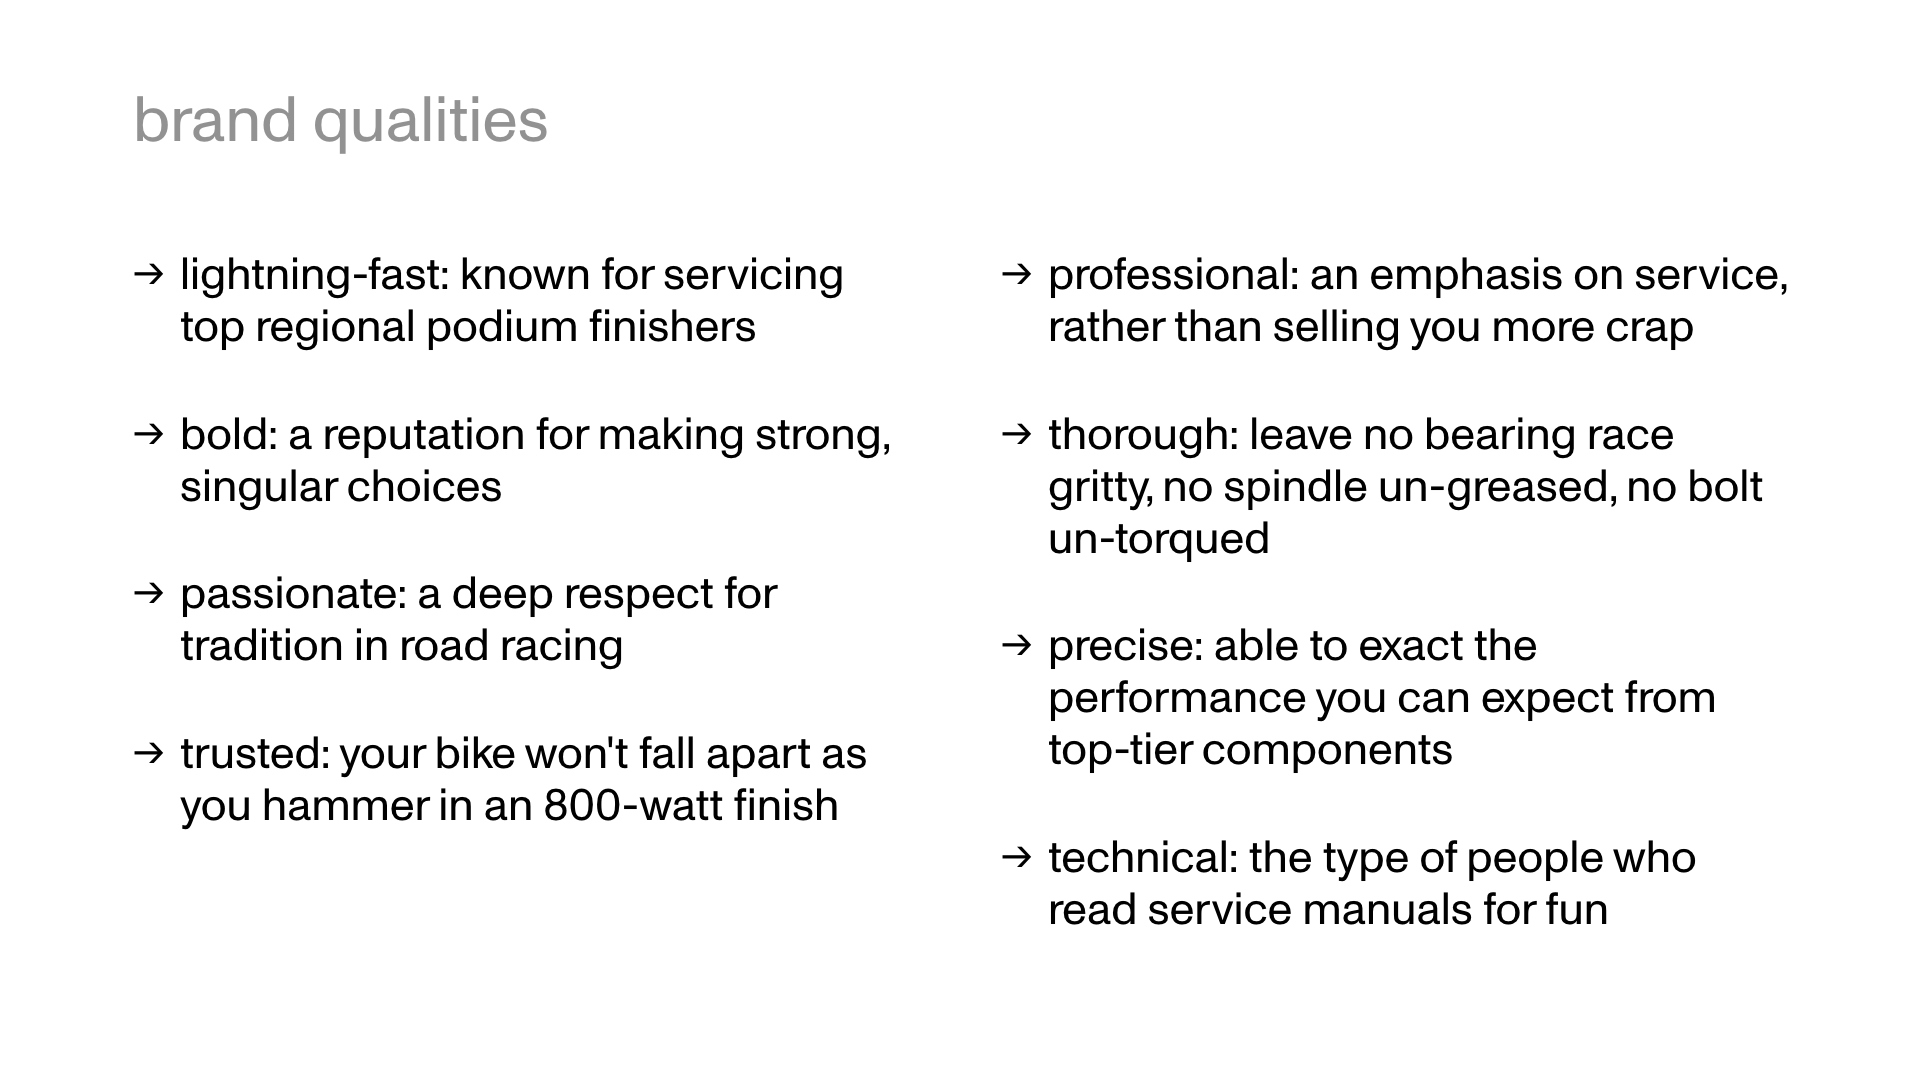 brand qualities
→ lightning-fast: known for servicing
top regional podium finishers
→ bold: a reputation for making strong,
singular choices
→ passionate: a deep respect for
tradition in road racing
→ trusted: your bike won't fall apart as
you hammer in an 800-watt finish
→ professional: an emphasis on service,
rather than selling you more crap
→ thorough: leave no bearing race
gritty, no spindle un-greased, no bolt
un-torqued
→ precise: able to exact the
performance you can expect from
top-tier components
→ technical: the type of people who
read service manuals for fun